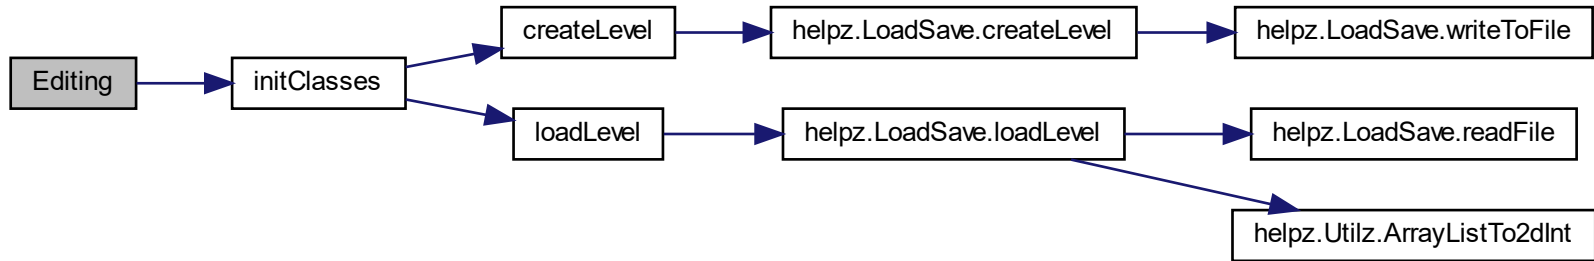 Editing
initClasses
createLevel
helpz.LoadSave.createLevel
helpz.LoadSave.writeToFile
loadLevel
helpz.LoadSave.loadLevel
helpz.LoadSave.readFile
helpz.Utilz.ArrayListTo2dInt